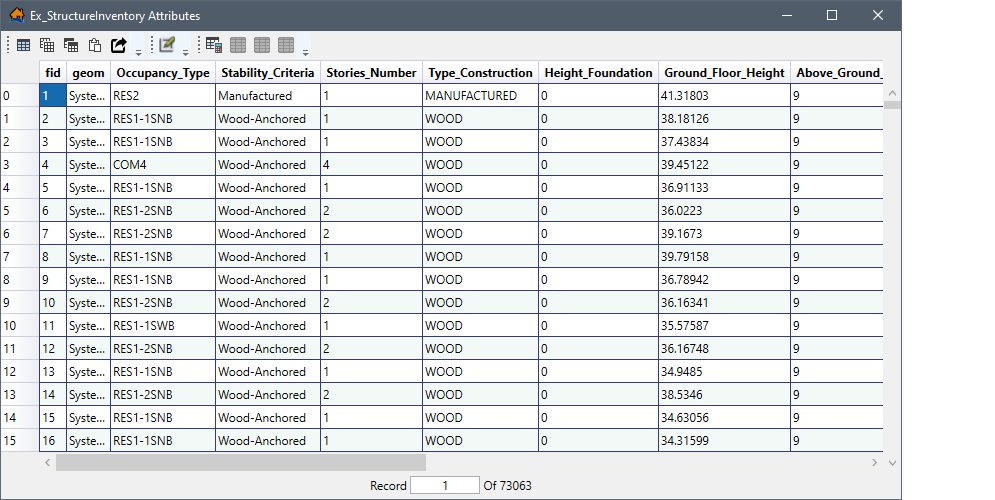 Ex_StructureInventory Attributes
fid geom Occupancy_Type Stability_Criteria Stories_Number Type_Construction Height_Foundation Ground_Floor_Height Above_Ground_
0 1 Syste... RES2 Manufactured 1 MANUFACTURED 0 41.31803 9
1 2 Syste... RES1-1SNB Wood-Anchored 1 WOOD 0 38.18126 9
2 3 Syste... RES1-1SNB Wood-Anchored 1 WOOD 0 37.43834 9
3 4 Syste... COM4 Wood-Anchored 4 WOOD 0 39.45122 9
4 5 Syste... RES1-1SNB Wood-Anchored 1 WOOD 0 36.91133 9
5 6 Syste... RES1-2SNB Wood-Anchored 2 WOOD 0 36.0223 9
6 7 Syste... RES1-2SNB Wood-Anchored 2 WOOD 0 39.1673 9
7 8 Syste... RES1-1SNB Wood-Anchored 1 WOOD 0 39.79158 9
8 9 Syste... RES1-1SNB Wood-Anchored 1 WOOD 0 36.78942 9
9 10 Syste... RES1-2SNB Wood-Anchored 2 WOOD 0 36.16341 9
10 11 Syste... RES1-1SWB Wood-Anchored 1 WOOD 0 35.57587 9
11 12 Syste... RES1-2SNB Wood-Anchored 2 WOOD 0 36.16748 9
12 13 Syste... RES1-1SNB Wood-Anchored 1 WOOD 0 34.9485 9
13 14 Syste... RES1-2SNB Wood-Anchored 2 WOOD 0 38.5346 9
14 15 Syste... RES1-1SNB Wood-Anchored 1 WOOD 0 34.63056 9
15 16 Syste... RES1-1SNB Wood-Anchored 1 WOOD 0 34.31599 9
Record 1 Of 73063